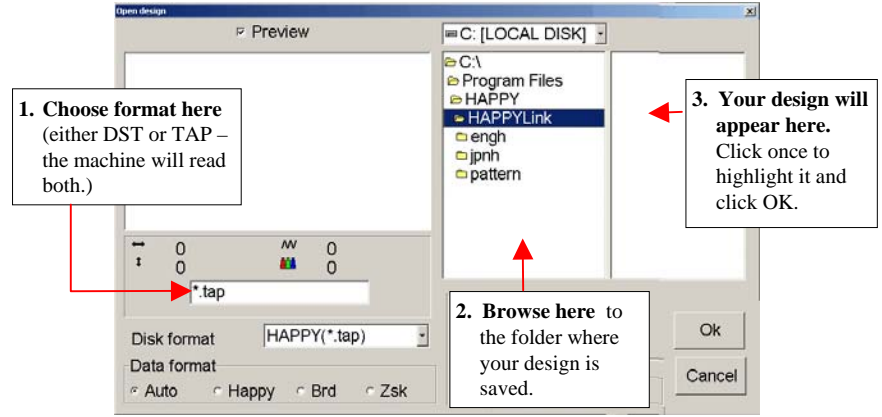 Open design
Preview
C: [LOCAL DISK]
C:\
Program Files
HAPPY
HAPPYLink
engh
jpnh
pattern
1. Choose format here
(either DST or TAP –
the machine will read
both.)
3. Your design will
appear here.
Click once to
highlight it and
click OK.
0 0
0 0
*.tap
2. Browse here to
the folder where
your design is
saved.
Disk format HAPPY(*.tap)
Data format
Auto Happy Brd Zsk
Ok
Cancel